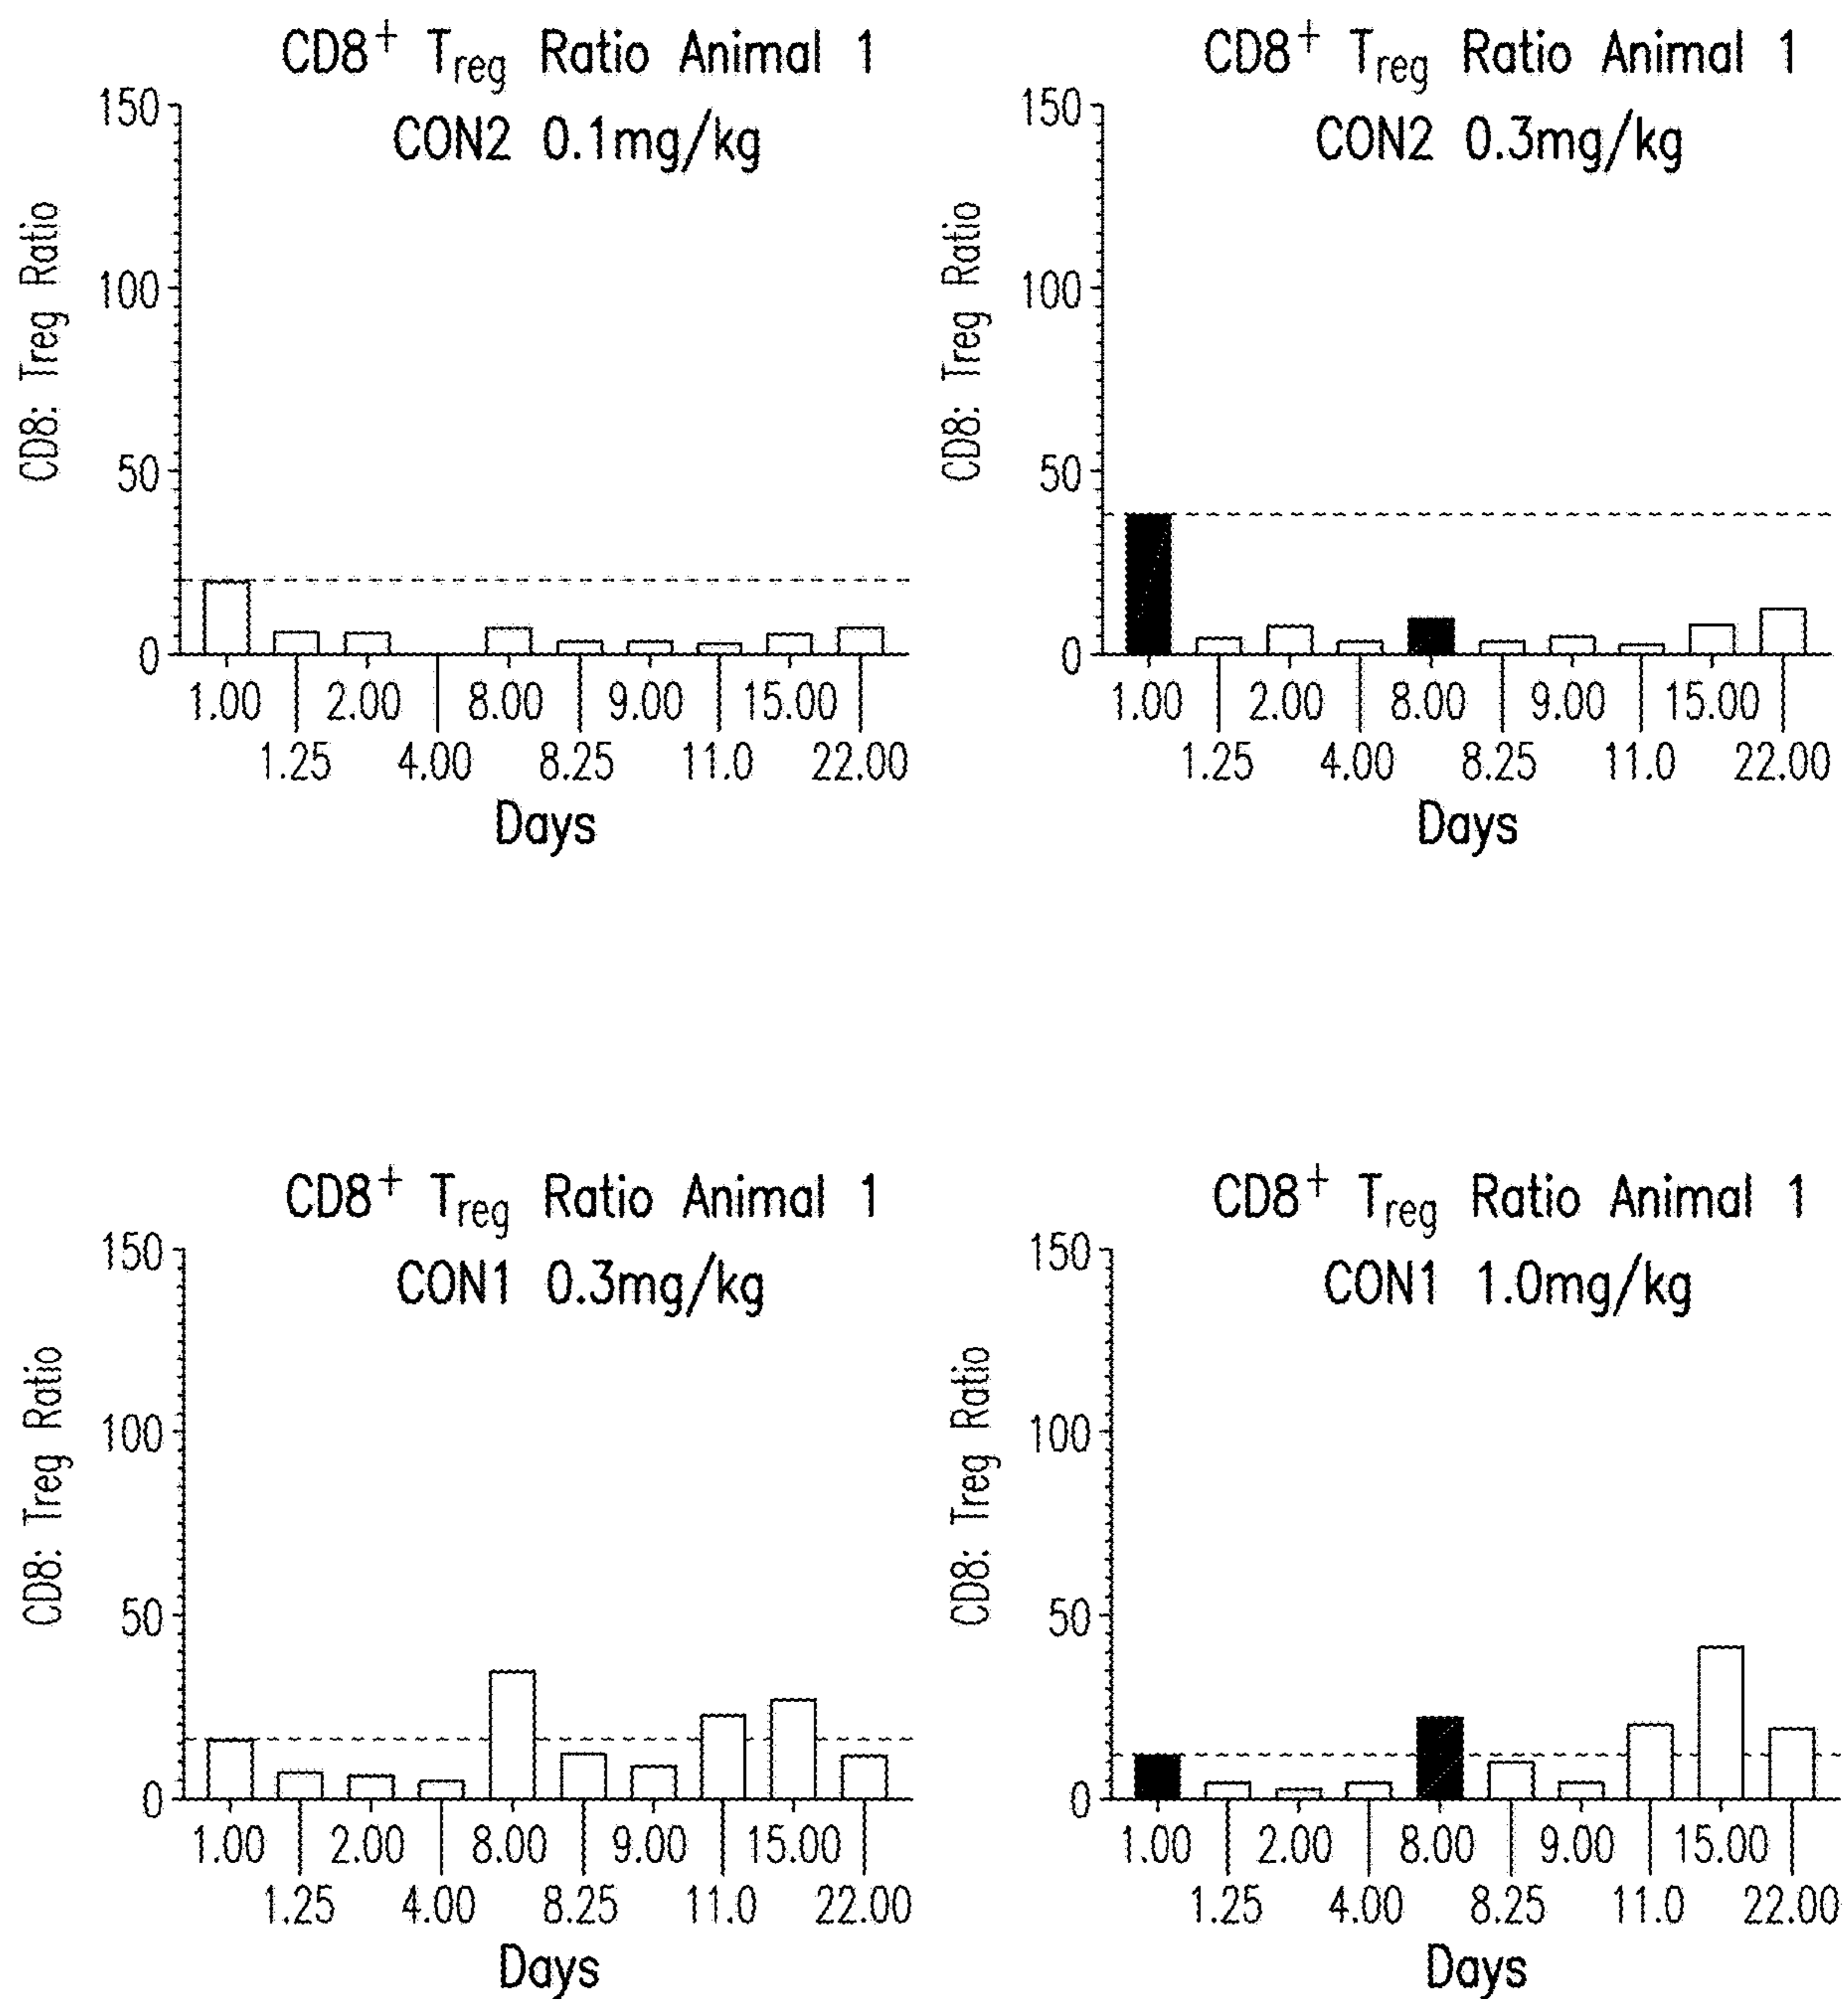 CD8+ Treg Ratio Animal 1
CON2 0.1mg/kg
CD8: Treg Ratio
150
100
50
0
1.00 2.00 8.00 9.00 15.00
1.25 4.00 8.25 11.0 22.00
Days
CD8+ Treg Ratio Animal 1
CON2 0.3mg/kg
CD8: Treg Ratio
150
100
50
0
1.00 2.00 8.00 9.00 15.00
1.25 4.00 8.25 11.0 22.00
Days
CD8+ Treg Ratio Animal 1
CON1 0.3mg/kg
CD8: Treg Ratio
150
100
50
0
1.00 2.00 8.00 9.00 15.00
1.25 4.00 8.25 11.0 22.00
Days
CD8+ Treg Ratio Animal 1
CON1 1.0mg/kg
CD8: Treg Ratio
150
100
50
0
1.00 2.00 8.00 9.00 15.00
1.25 4.00 8.25 11.0 22.00
Days